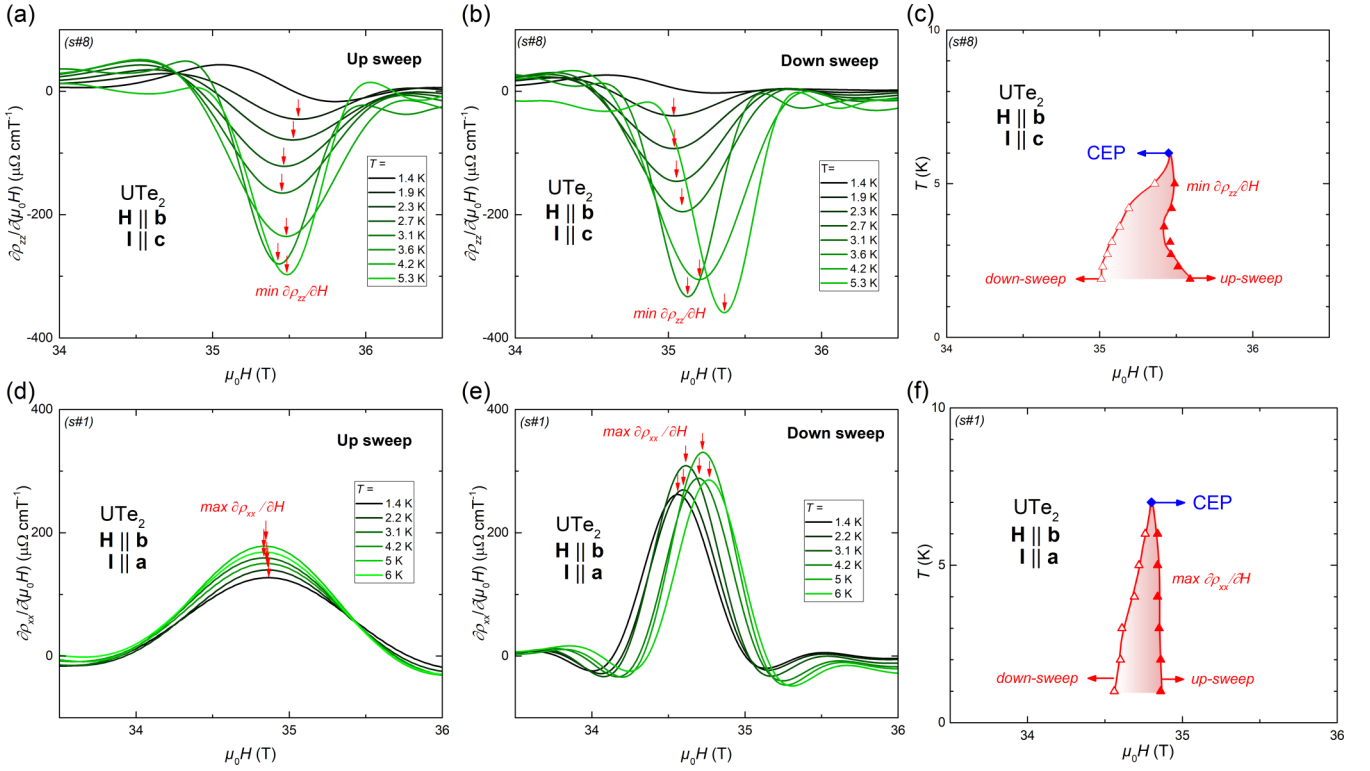 (a)
(s#8)
Up sweep
400
200
0
-200
-400
∂ρzz/∂(μ0H) (μΩ cmT⁻¹)
UTe2
H || b
I || c
T =
1.4 K
1.9 K
2.3 K
2.7 K
3.1 K
3.6 K
4.2 K
5.3 K
min ∂ρzz/∂H
34
35
36
μ0H (T)
(b)
(s#8)
Down sweep
0
-200
-400
∂ρzz/∂(μ0H) (μΩ cmT⁻¹)
UTe2
H || b
I || c
T=
1.4 K
1.9 K
2.3 K
2.7 K
3.1 K
3.6 K
4.2 K
5.3 K
min ∂ρzz/∂H
34
35
36
μ0H (T)
(c)
(s#8)
10
5
0
T (K)
UTe2
H || b
I || c
CEP
min ∂ρzz/∂H
down-sweep
up-sweep
35
36
μ0H (T)
(d)
(s#1)
Up sweep
400
200
0
∂ρxx/∂(μ0H) (μΩ cmT⁻¹)
max ∂ρxx / ∂H
UTe2
H || b
I || a
T =
1.4 K
2.2 K
3.1 K
4.2 K
5 K
6 K
34
35
36
μ0H (T)
(e)
(s#1)
Down sweep
400
300
200
100
0
∂ρxx/∂(μ0H) (μΩ cmT⁻¹)
max ∂ρxx / ∂H
UTe2
H || b
I || a
T =
1.4 K
2.2 K
3.1 K
4.2 K
5 K
6 K
34
35
36
μ0H (T)
(f)
(s#1)
10
5
0
T (K)
UTe2
H || b
I || a
CEP
max ∂ρxx/∂H
down-sweep
up-sweep
34
35
36
μ0H (T)